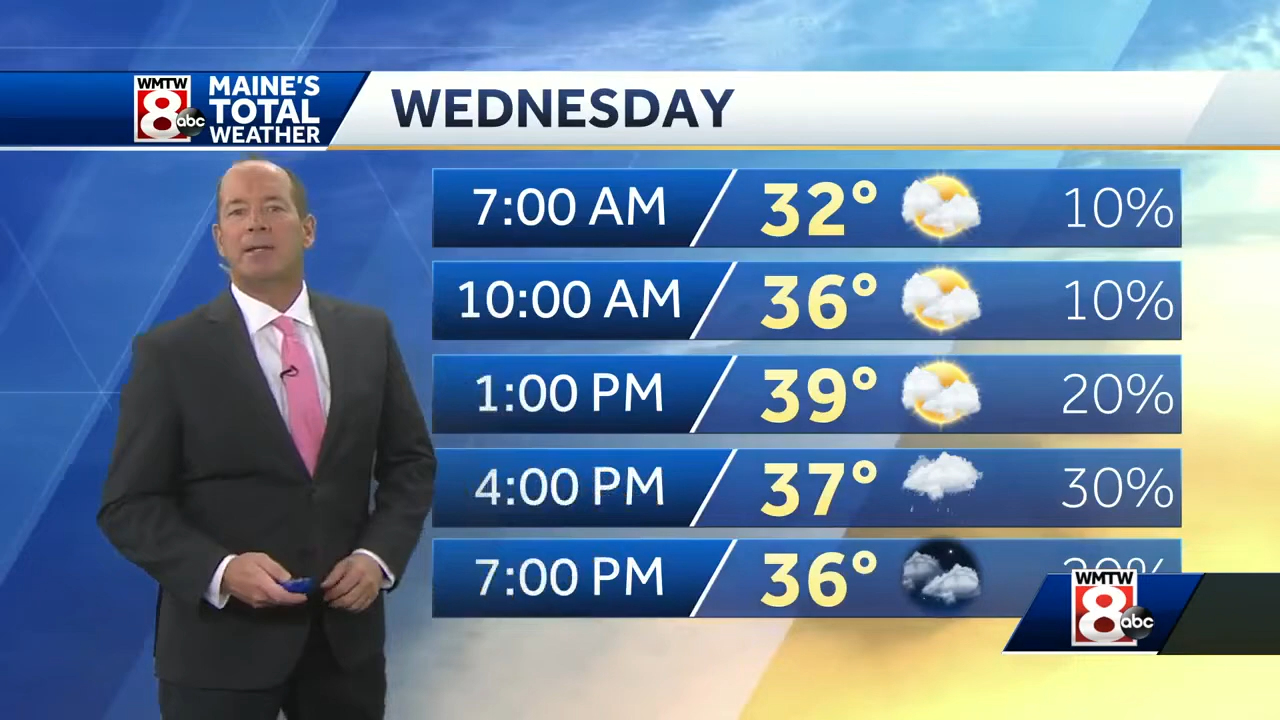 WMTW
8
abc
MAINE'S
TOTAL
WEATHER
WEDNESDAY
7:00 AM 32° 10%
10:00 AM 36° 10%
1:00 PM 39° 20%
4:00 PM 37° 30%
7:00 PM 36°
WMTW
8
abc